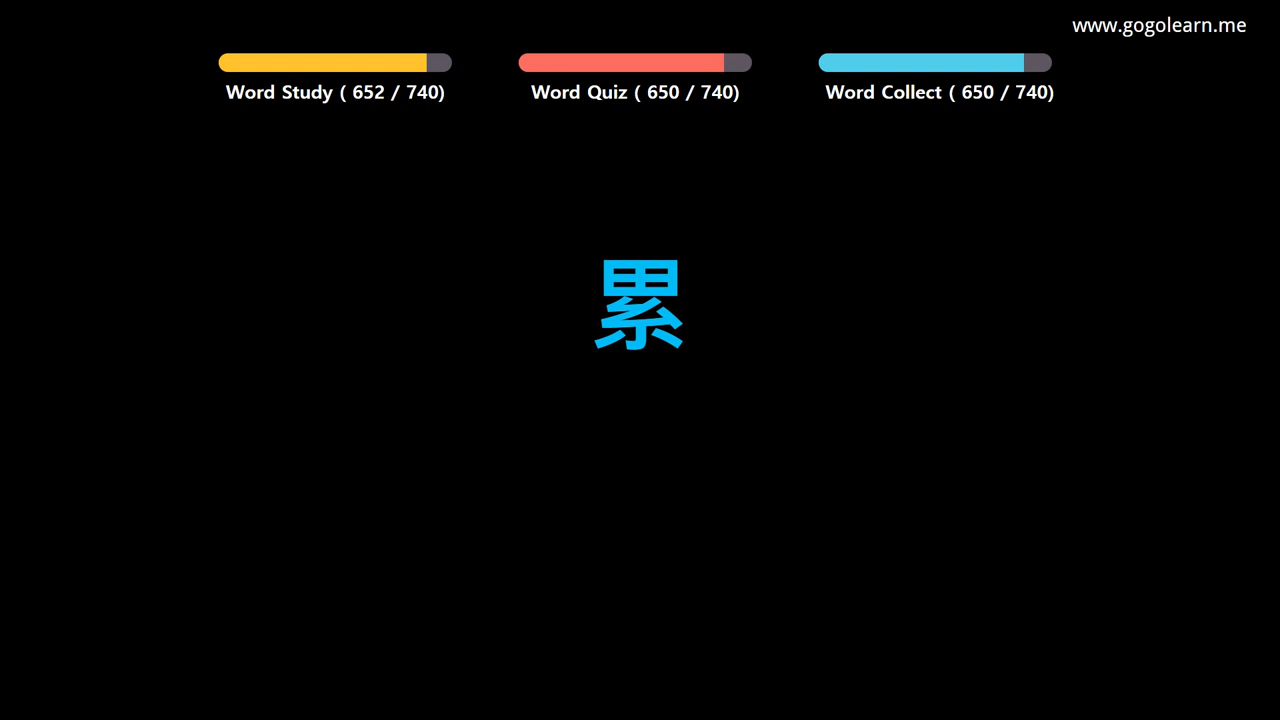 www.gogolearn.me
Word Study ( 652 / 740)
Word Quiz ( 650 / 740)
Word Collect ( 650 / 740)
累